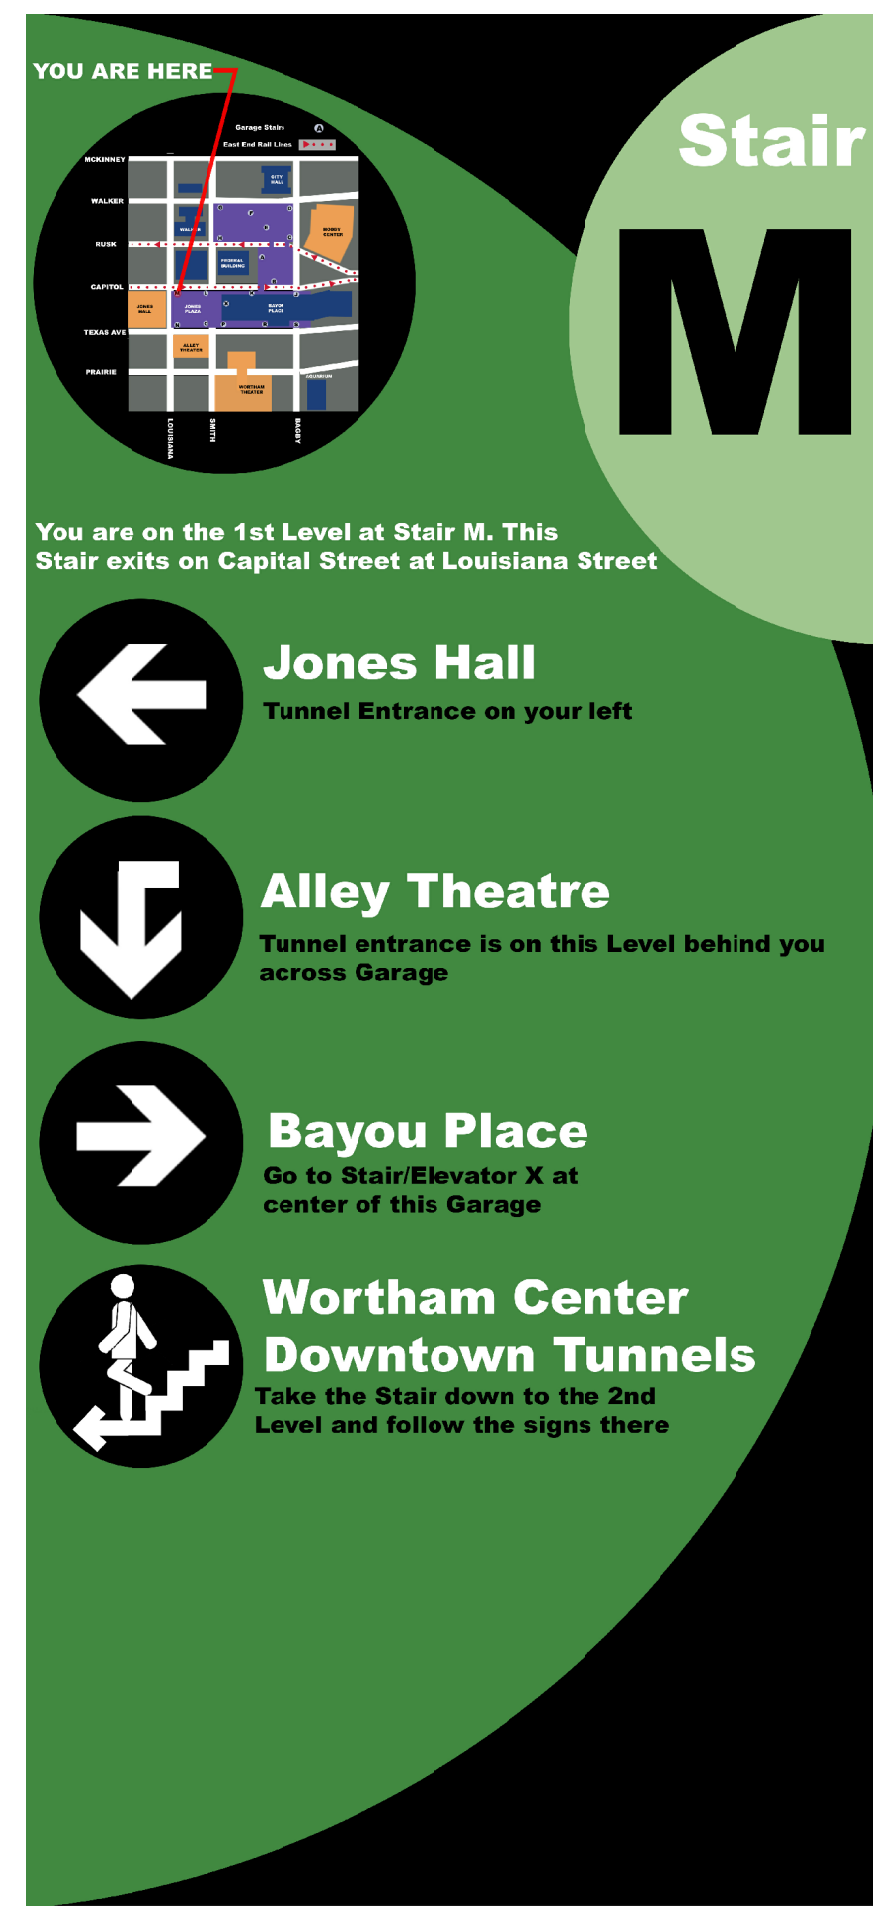 YOU ARE HERE
Stair
M
Garage Stair
A
East End Rail Lines
MCKINNEY
WALKER
RUSK
CAPITOL
TEXAS AVE
PRAIRIE
CITY
HALL
HOBBY
CENTER
FEDERAL
BUILDING
JONES
HALL
JONES
PLAZA
BAYOU
PLACE
ALLEY
THEATER
WORTHAM
THEATER
AQUARIUM
LOUISIANA
SMITH
BAGBY
You are on the 1st Level at Stair M. This
Stair exits on Capital Street at Louisiana Street
Jones Hall
Tunnel Entrance on your left
Alley Theatre
Tunnel entrance is on this Level behind you
across Garage
Bayou Place
Go to Stair/Elevator X at
center of this Garage
Wortham Center
Downtown Tunnels
Take the Stair down to the 2nd
Level and follow the signs there